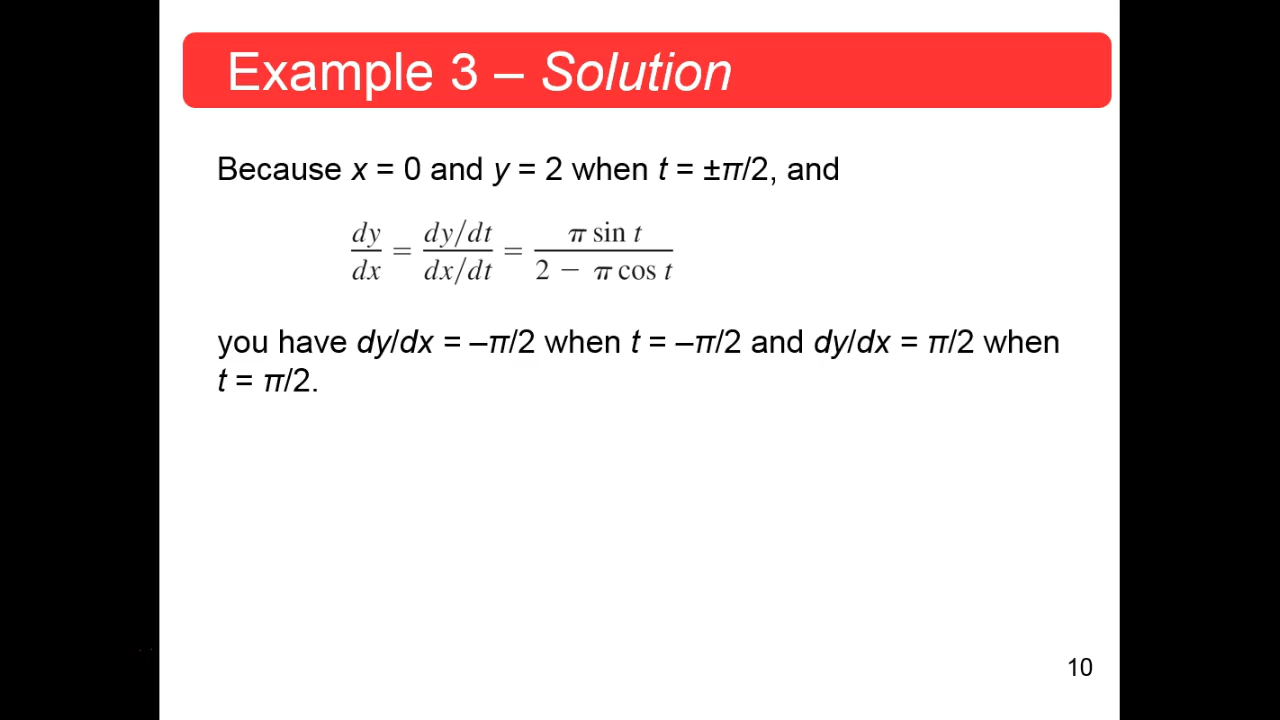 Example 3 – Solution
Because x = 0 and y = 2 when t = ±π/2, and
dy/dx = (dy/dt)/(dx/dt) = (π sin t)/(2 − π cos t)
you have dy/dx = –π/2 when t = –π/2 and dy/dx = π/2 when
t = π/2.
10